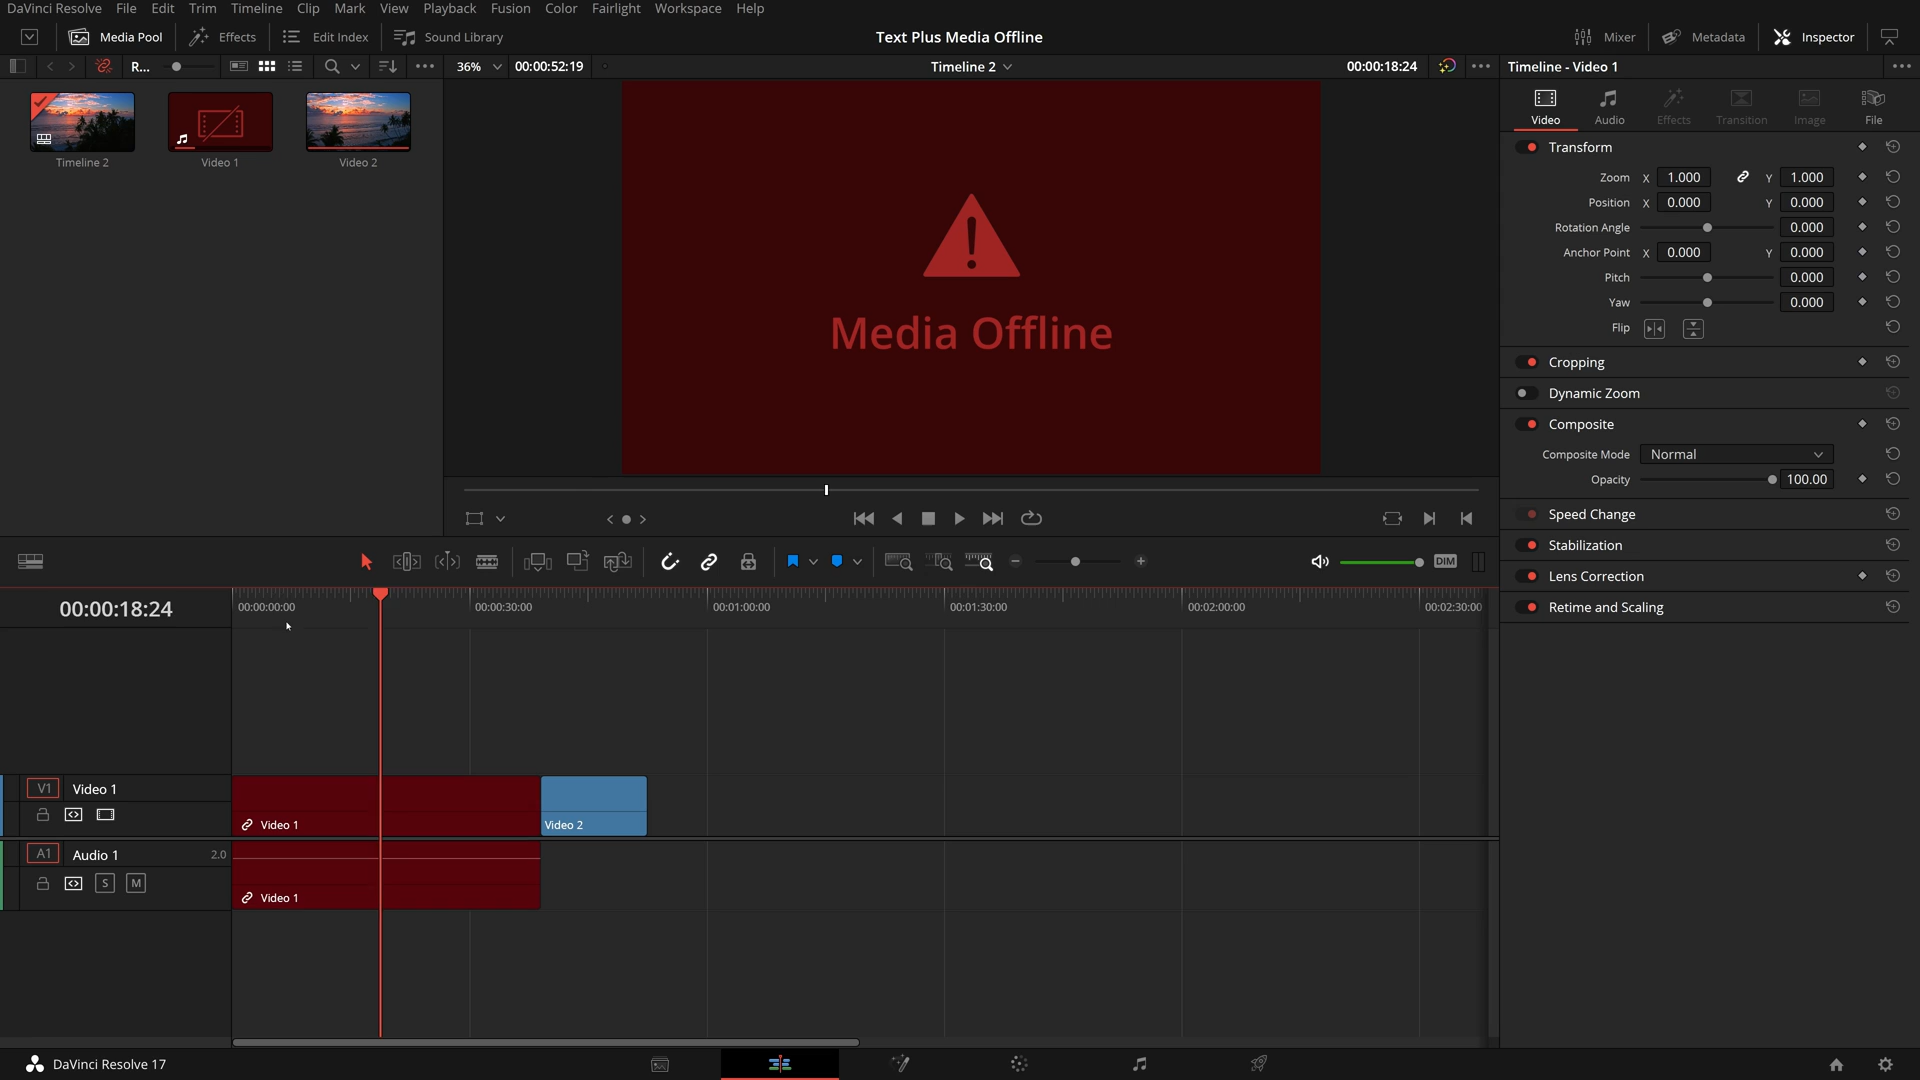 DaVinci Resolve File Edit Trim Timeline Clip Mark View Playback Fusion Color Fairlight Workspace Help
Media Pool Effects Edit Index Sound Library Text Plus Media Offline Mixer Metadata Inspector
R... 36% 00:00:52:19 Timeline 2 00:00:18:24 Timeline - Video 1
Timeline 2 Video 1 Video 2
Media Offline
Video Audio Effects Transition Image File
Transform
Zoom X 1.000 Y 1.000
Position X 0.000 Y 0.000
Rotation Angle 0.000
Anchor Point X 0.000 Y 0.000
Pitch 0.000
Yaw 0.000
Flip
Cropping
Dynamic Zoom
Composite
Composite Mode Normal
Opacity 100.00
Speed Change
Stabilization
Lens Correction
Retime and Scaling
DIM
00:00:18:24 00:00:00:00 00:00:30:00 00:01:00:00 00:01:30:00 00:02:00:00 00:02:30:00
V1 Video 1
Video 1 Video 2
A1 Audio 1 2.0
S M
Video 1
DaVinci Resolve 17